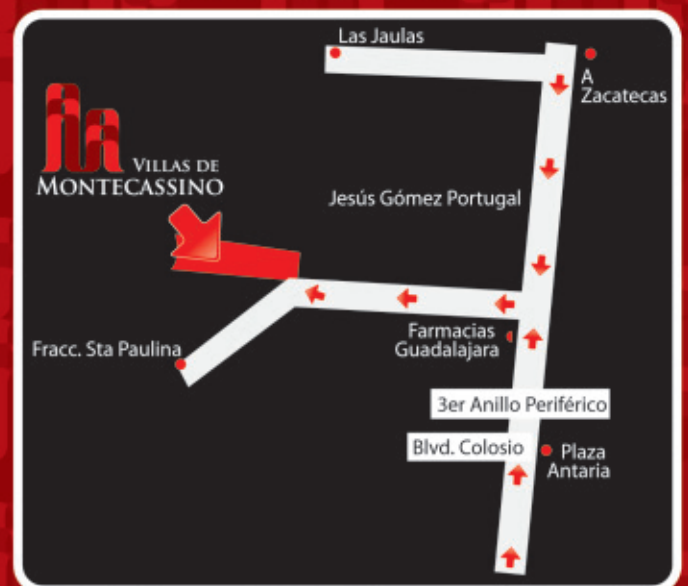 Las Jaulas
A
Zacatecas
VILLAS DE
MONTECASSINO
Jesús Gómez Portugal
Farmacias
Guadalajara
Fracc. Sta Paulina
3er Anillo Periférico
Blvd. Colosio
Plaza
Antaria